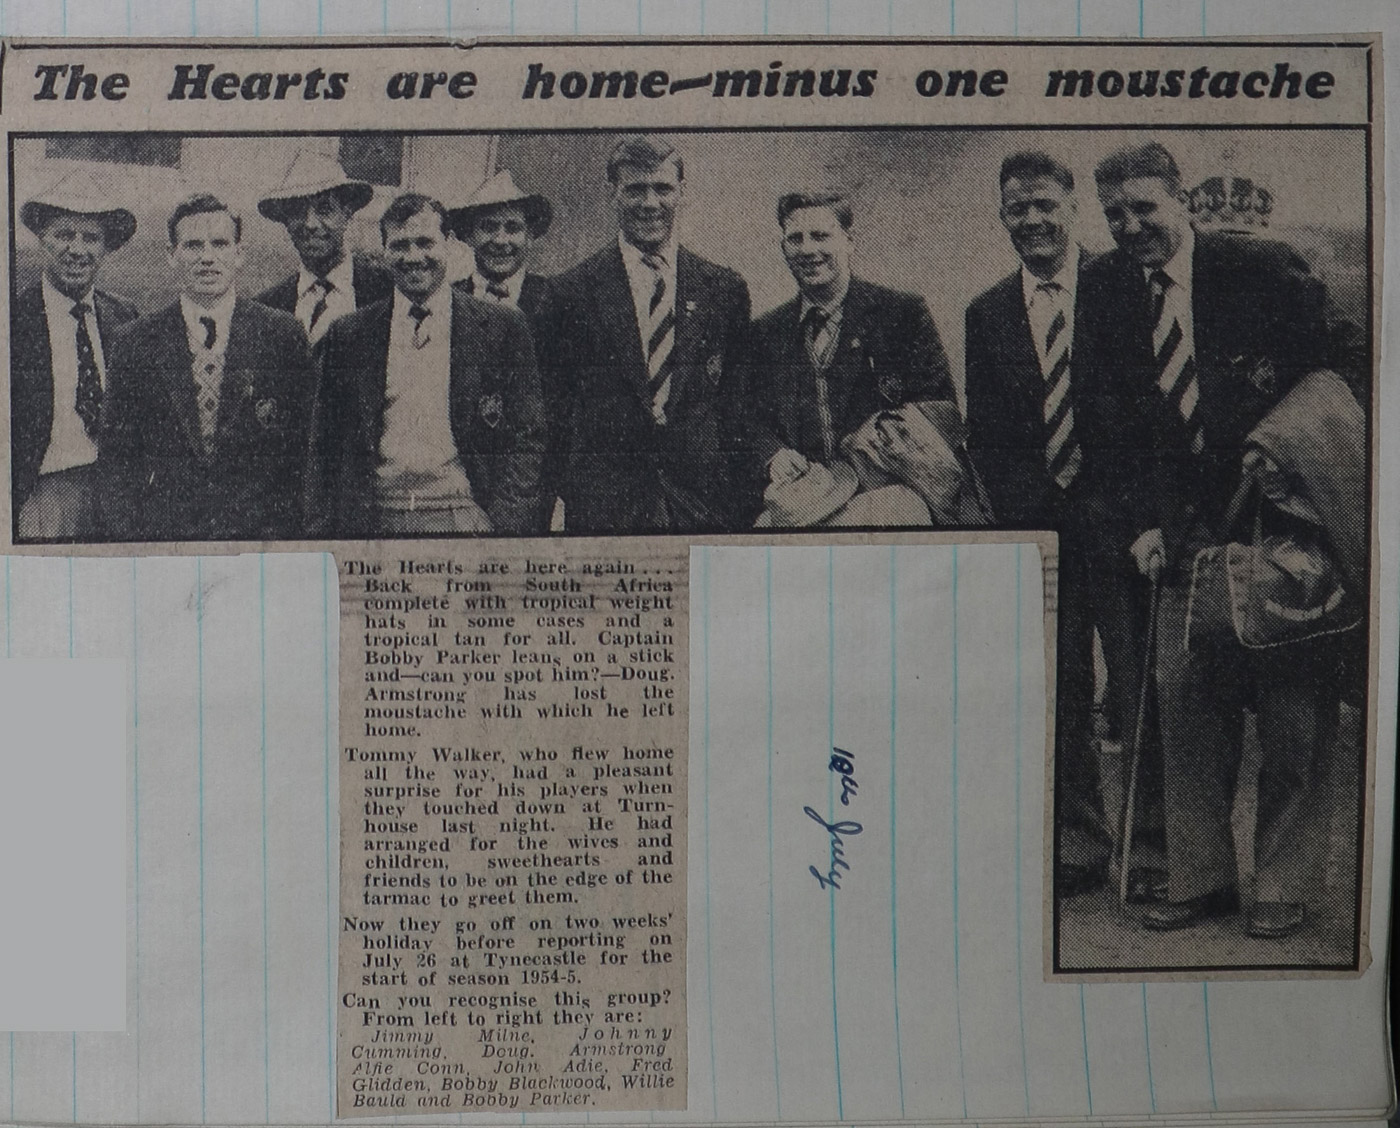 The Hearts are home—minus one moustache
The Hearts are here again...
Back from South Africa
complete with tropical weight
hats in some cases and a
tropical tan for all. Captain
Bobby Parker leans on a stick
and—can you spot him?—Doug.
Armstrong has lost the
moustache with which he left
home.
Tommy Walker, who flew home
all the way, had a pleasant
surprise for his players when
they touched down at Turn-
house last night. He had
arranged for the wives and
children, sweethearts and
friends to be on the edge of the
tarmac to greet them.
Now they go off on two weeks'
holiday before reporting on
July 26 at Tynecastle for the
start of season 1954-5.
Can you recognise this group?
From left to right they are:
Jimmy Milne, Johnny
Cumming, Doug. Armstrong
Alfie Conn, John Adie, Fred
Glidden, Bobby Blackwood, Willie
Bauld and Bobby Parker.
July